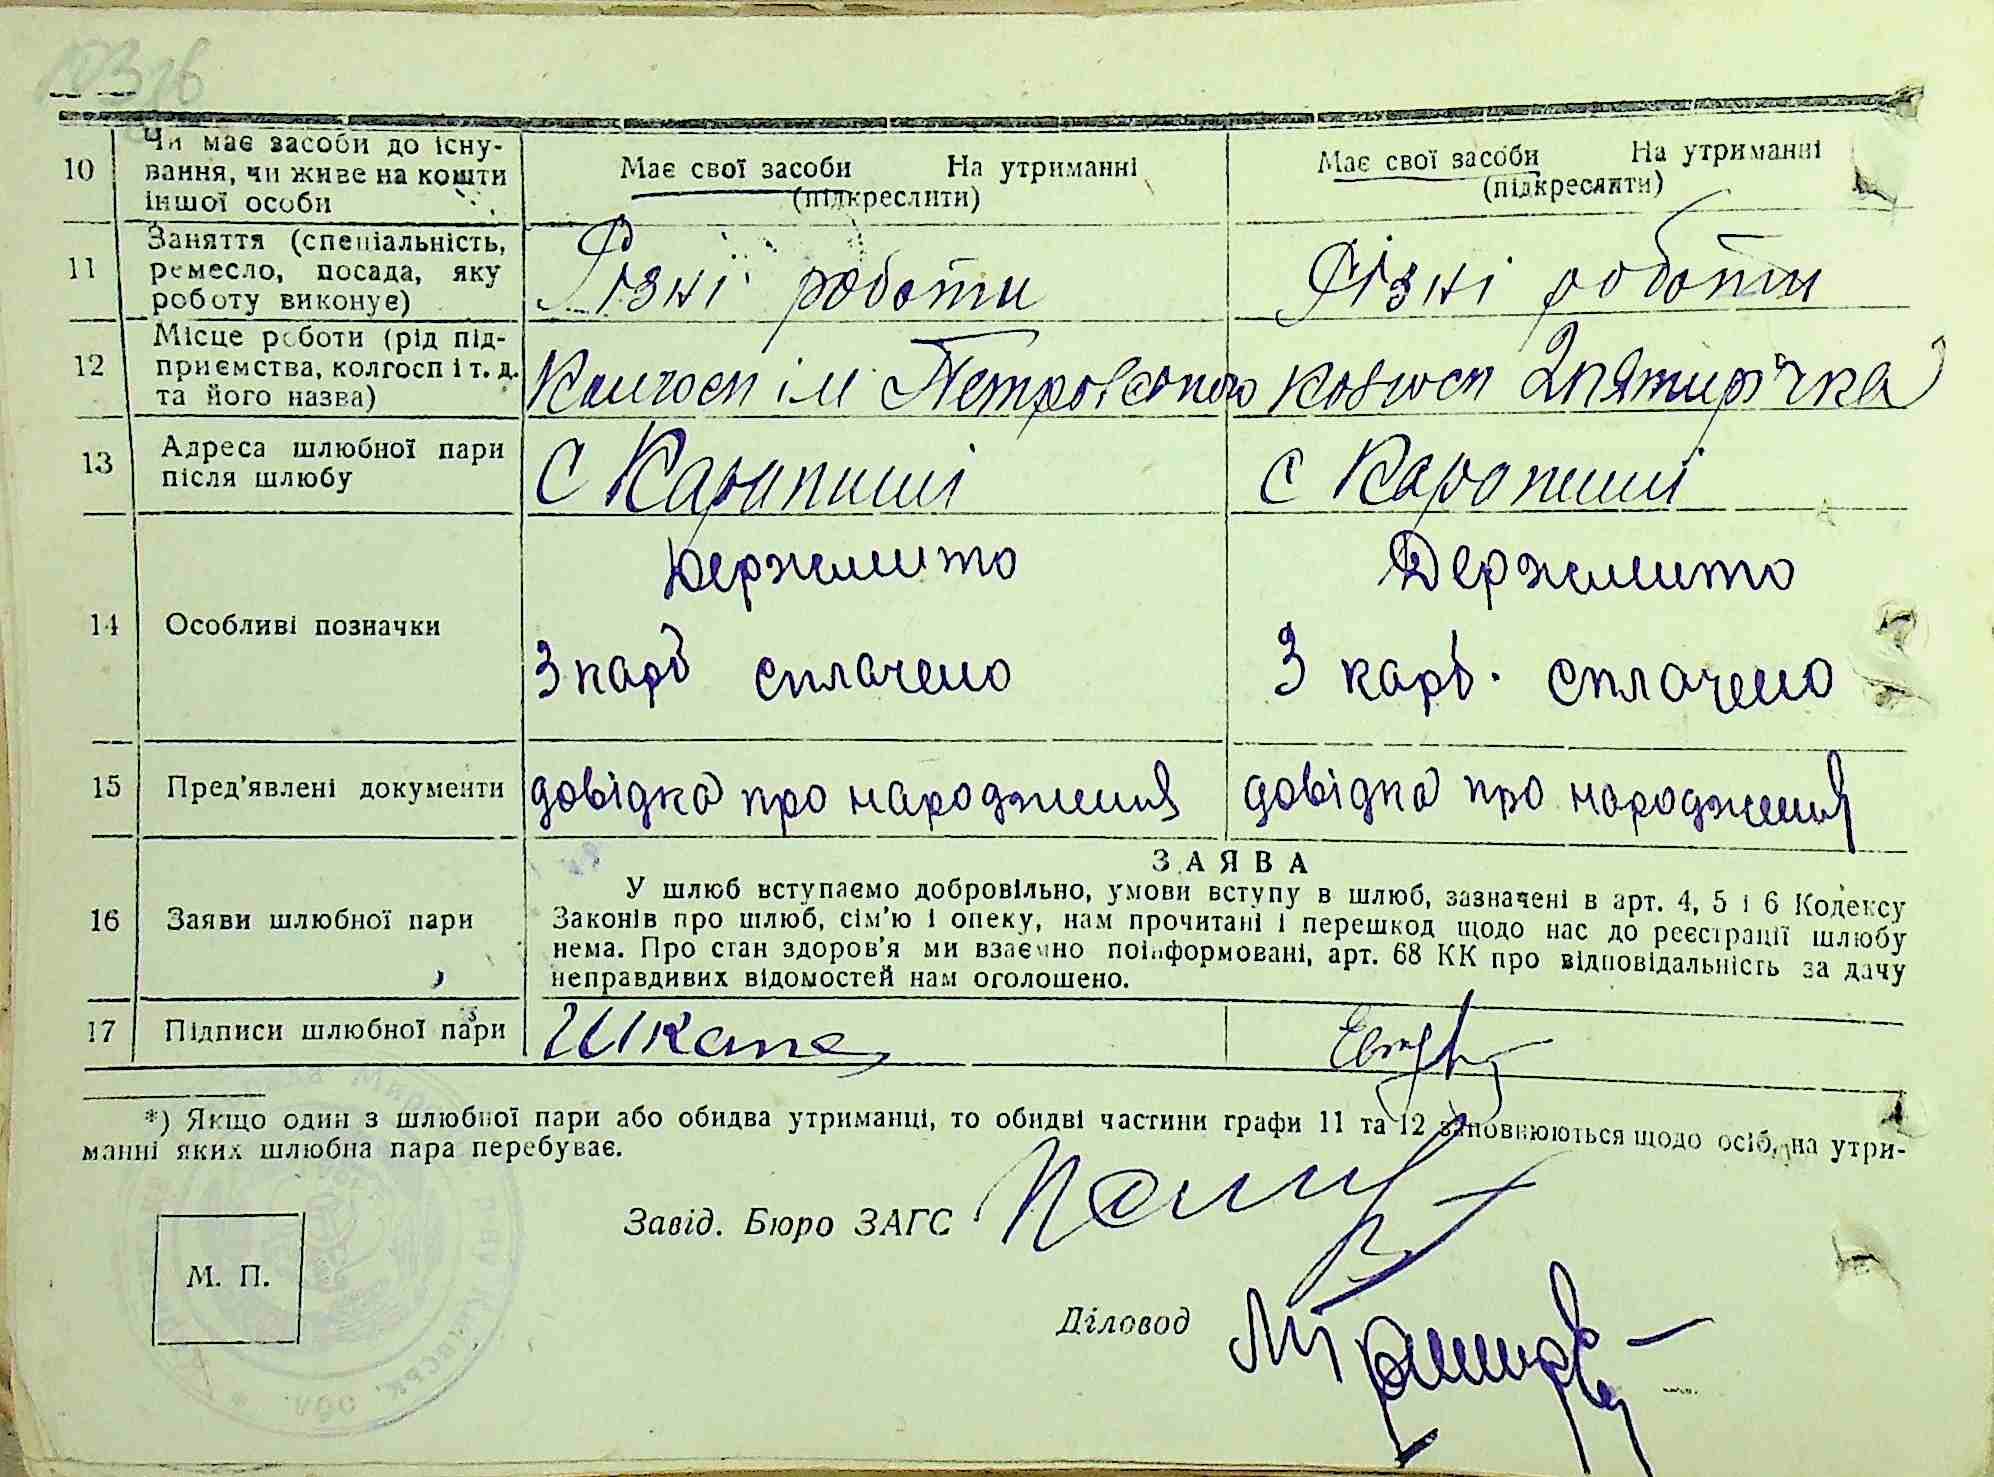 10 Чи має засоби до існу-
вання, чи живе на кошти
іншої особи
Має свої засоби На утриманні
(підкреслити)
Має свої засоби На утриманні
(підкреслити)
11 Заняття (спеціальність,
ремесло, посада, яку
роботу виконує)
Різні роботи
Різні роботи
12 Місце роботи (рід під-
приємства, колгосп і т. д.
та його назва)
Колгосп ім Петровського
Колгосп 2 пятирічка
13 Адреса шлюбної пари
після шлюбу
с Карапиші
с Карапиші
14 Особливі позначки
Держмито
3 карб сплачено
Держмито
3 карб. сплачено
15 Пред'явлені документи
довідка про народження
довідка про народження
16 Заяви шлюбної пари
ЗАЯВА
У шлюб вступаємо добровільно, умови вступу в шлюб, зазначені в арт. 4, 5 і 6 Кодексу
Законів про шлюб, сім'ю і опеку, нам прочитані і перешкод щодо нас до реєстрації шлюбу
нема. Про стан здоров'я ми взаємно поінформовані, арт. 68 КК про відповідальність за дачу
неправдивих відомостей нам оголошено.
17 Підписи шлюбної пари
*) Якщо один з шлюбної пари або обидва утриманці, то обидві частини графи 11 та 12 заповнюються щодо осіб, на утри-
манні яких шлюбна пара перебуває.
Завід. Бюро ЗАГС
М. П.
Діловод